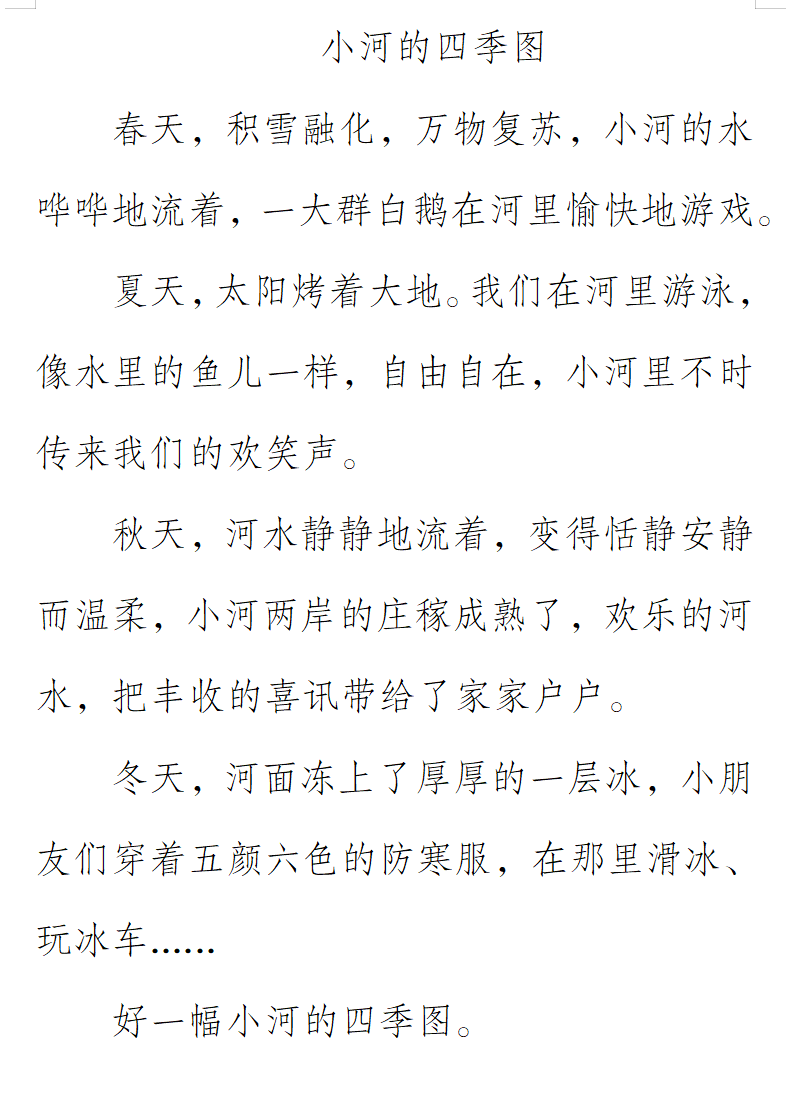 小河的四季图
春天，积雪融化，万物复苏，小河的水
哗哗地流着，一大群白鹅在河里愉快地游戏。
夏天，太阳烤着大地。我们在河里游泳，
像水里的鱼儿一样，自由自在，小河里不时
传来我们的欢笑声。
秋天，河水静静地流着，变得恬静安静
而温柔，小河两岸的庄稼成熟了，欢乐的河
水，把丰收的喜讯带给了家家户户。
冬天，河面冻上了厚厚的一层冰，小朋
友们穿着五颜六色的防寒服，在那里滑冰、
玩冰车……
好一幅小河的四季图。